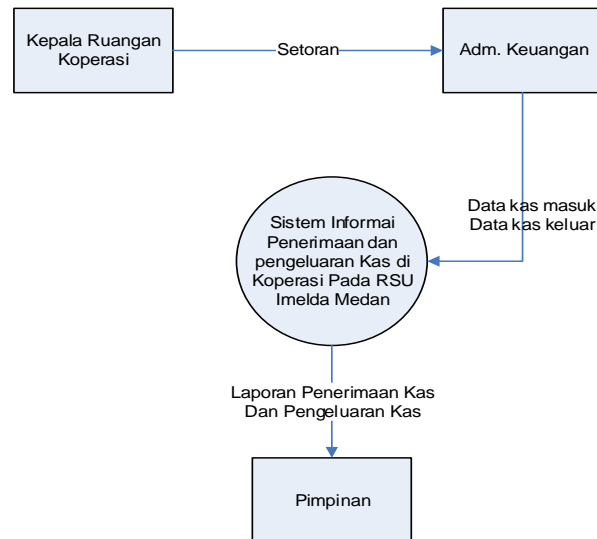 Kepala Ruangan
Koperasi
Setoran
Adm. Keuangan
Data kas masuk
Data kas keluar
Sistem Informai
Penerimaan dan
pengeluaran Kas di
Koperasi Pada RSU
Imelda Medan
Laporan Penerimaan Kas
Dan Pengeluaran Kas
Pimpinan